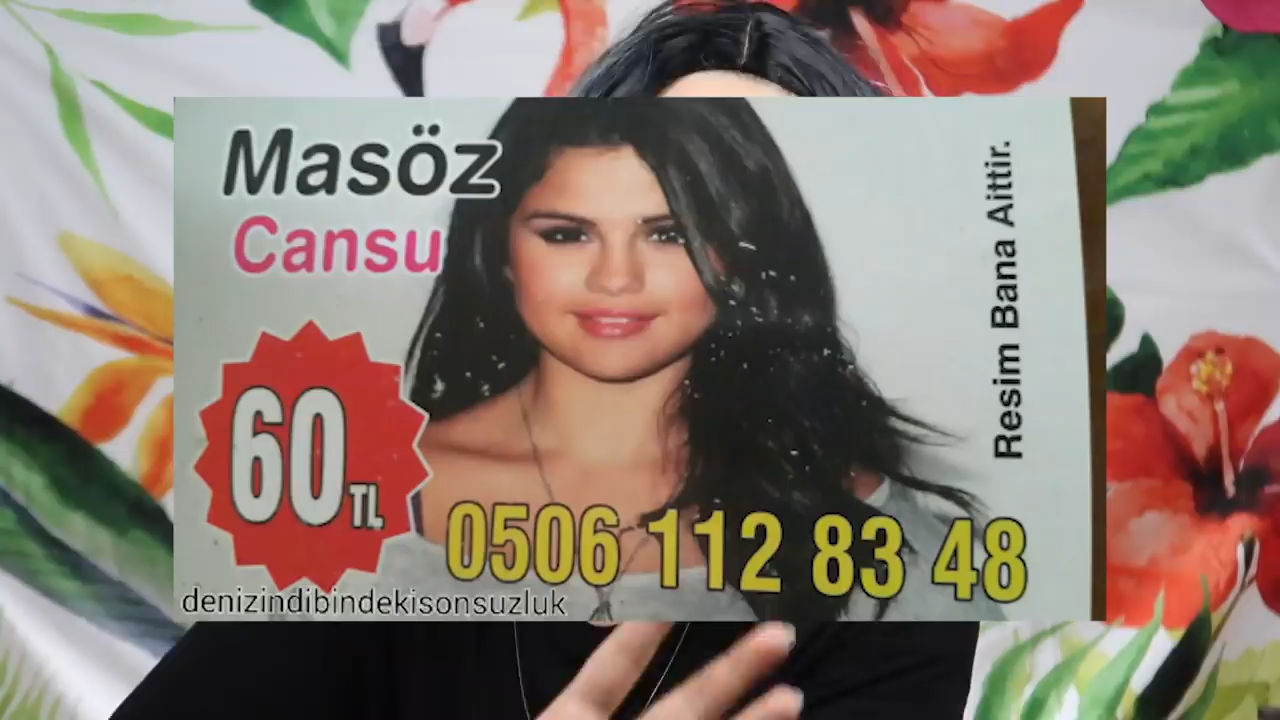 Masöz
Cansu
60 TL
0506 112 83 48
Resim Bana Aittir.
denizindibindekisonsuzluk